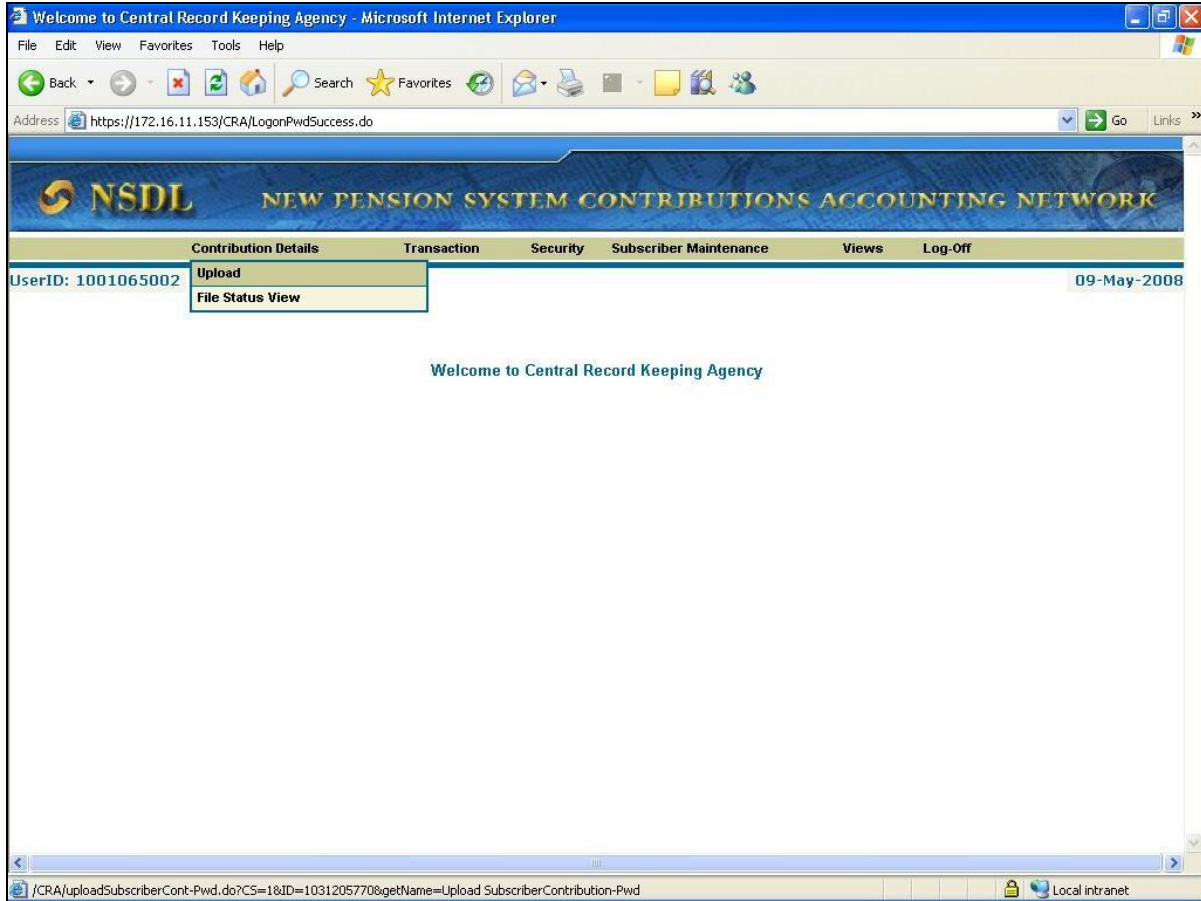 Welcome to Central Record Keeping Agency - Microsoft Internet Explorer
File Edit View Favorites Tools Help
Back Search Favorites
Address https://172.16.11.153/CRA/LogonPwdSuccess.do Go Links »
NSDL NEW PENSION SYSTEM CONTRIBUTIONS ACCOUNTING NETWORK
Contribution Details Transaction Security Subscriber Maintenance Views Log-Off
UserID: 1001065002 Upload 09-May-2008
File Status View
Welcome to Central Record Keeping Agency
/CRA/uploadSubscriberCont-Pwd.do?CS=1&ID=1031205770&getName=Upload SubscriberContribution-Pwd Local intranet